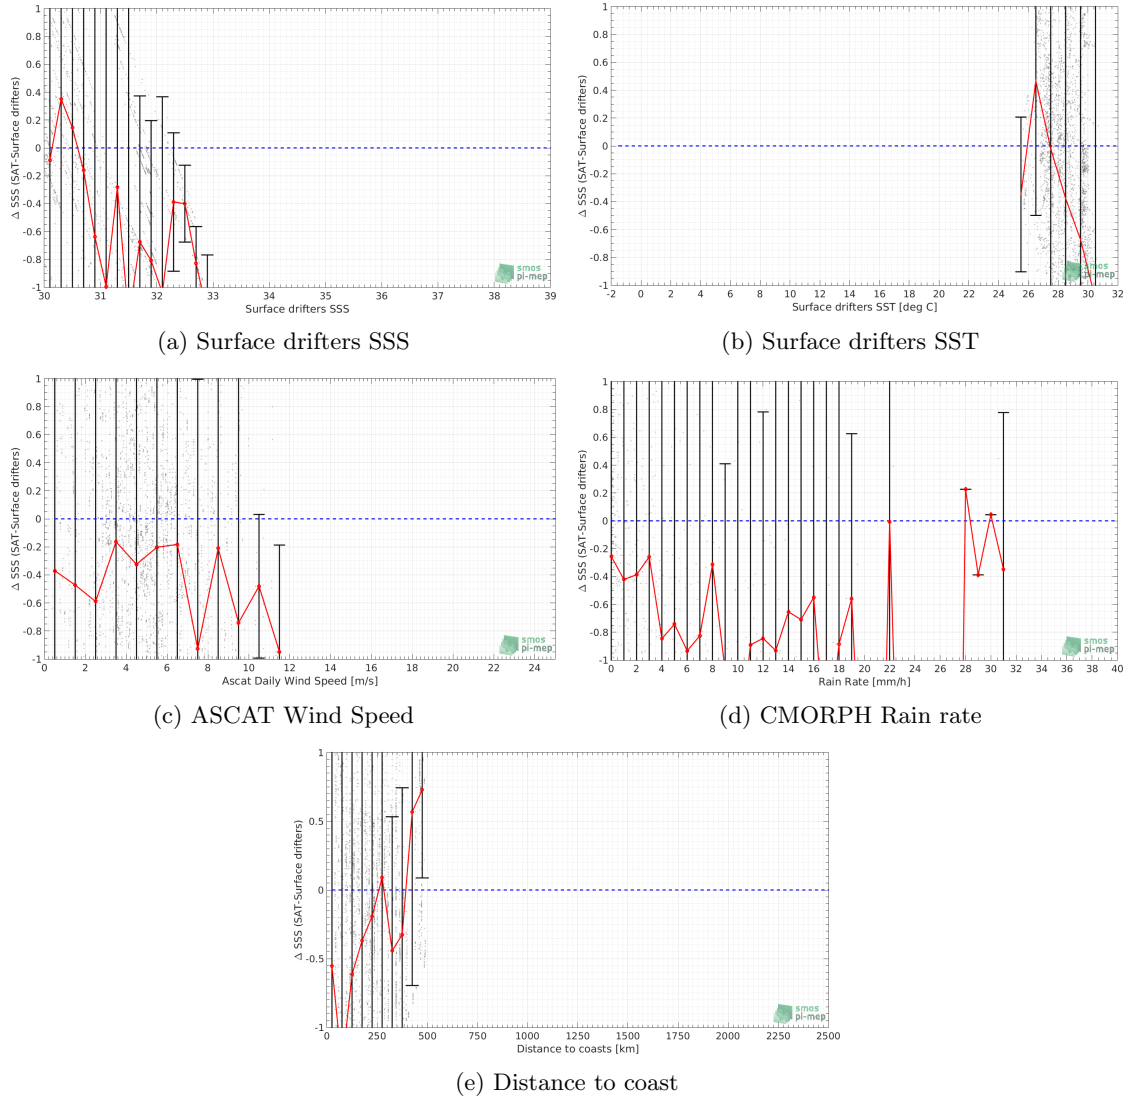 Δ SSS (SAT-Surface drifters)
1
0.8
0.6
0.4
0.2
0
-0.2
-0.4
-0.6
-0.8
-1
30 31 32 33 34 35 36 37 38 39
Surface drifters SSS
smos
pi-mep
(a) Surface drifters SSS
Δ SSS (SAT-Surface drifters)
1
0.8
0.6
0.4
0.2
0
-0.2
-0.4
-0.6
-0.8
-1
-2 0 2 4 6 8 10 12 14 16 18 20 22 24 26 28 30 32
Surface drifters SST [deg C]
smos
pi-mep
(b) Surface drifters SST
Δ SSS (SAT-Surface drifters)
1
0.8
0.6
0.4
0.2
0
-0.2
-0.4
-0.6
-0.8
-1
0 2 4 6 8 10 12 14 16 18 20 22 24
Ascat Daily Wind Speed [m/s]
smos
pi-mep
(c) ASCAT Wind Speed
Δ SSS (SAT-Surface drifters)
1
0.8
0.6
0.4
0.2
0
-0.2
-0.4
-0.6
-0.8
-1
0 2 4 6 8 10 12 14 16 18 20 22 24 26 28 30 32 34 36 38 40
Rain Rate [mm/h]
smos
pi-mep
(d) CMORPH Rain rate
Δ SSS (SAT-Surface drifters)
1
0.5
0
-0.5
-1
0 250 500 750 1000 1250 1500 1750 2000 2250 2500
Distance to coasts [km]
smos
pi-mep
(e) Distance to coast